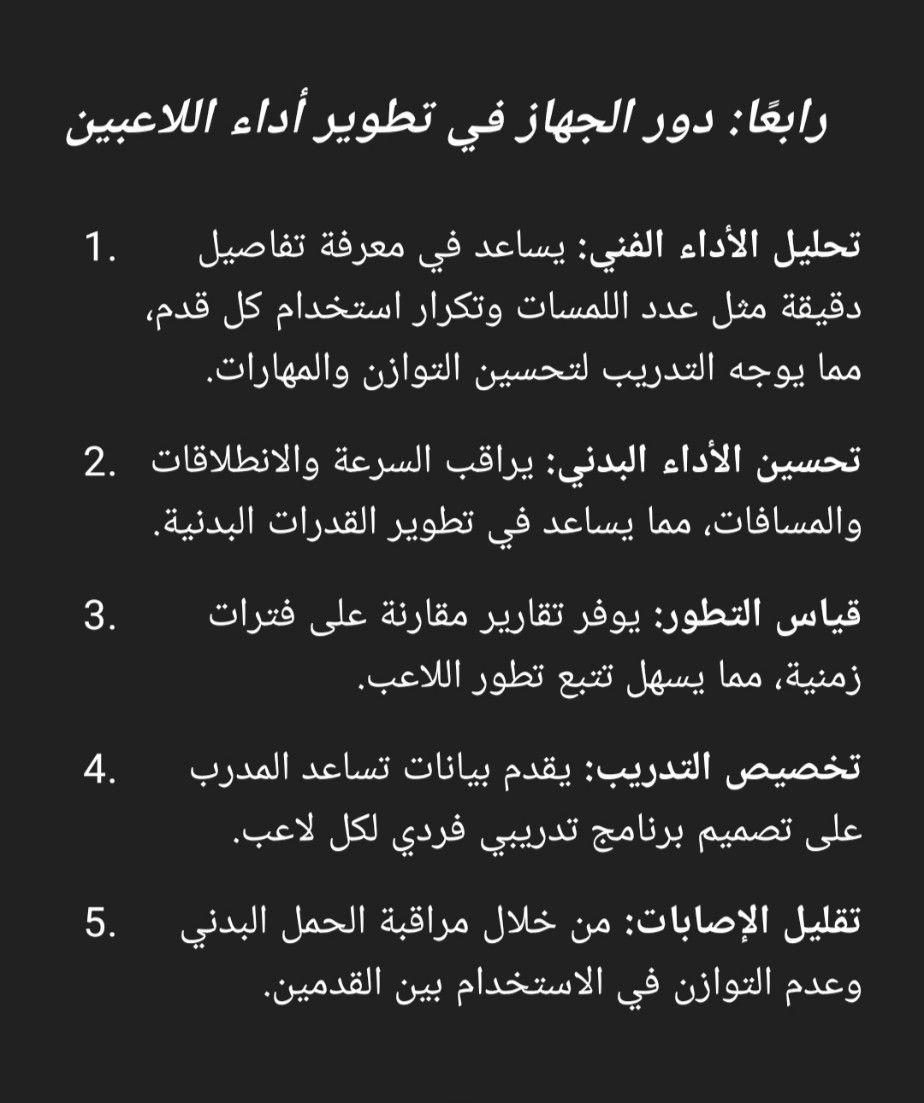 رابعًا: دور الجهاز في تطوير أداء اللاعبين
1. تحليل الأداء الفني: يساعد في معرفة تفاصيل
دقيقة مثل عدد اللمسات وتكرار استخدام كل قدم،
مما يوجه التدريب لتحسين التوازن والمهارات.
2. تحسين الأداء البدني: يراقب السرعة والانطلاقات
والمسافات، مما يساعد في تطوير القدرات البدنية.
3. قياس التطور: يوفر تقارير مقارنة على فترات
زمنية، مما يسهل تتبع تطور اللاعب.
4. تخصيص التدريب: يقدم بيانات تساعد المدرب
على تصميم برنامج تدريبي فردي لكل لاعب.
5. تقليل الإصابات: من خلال مراقبة الحمل البدني
وعدم التوازن في الاستخدام بين القدمين.